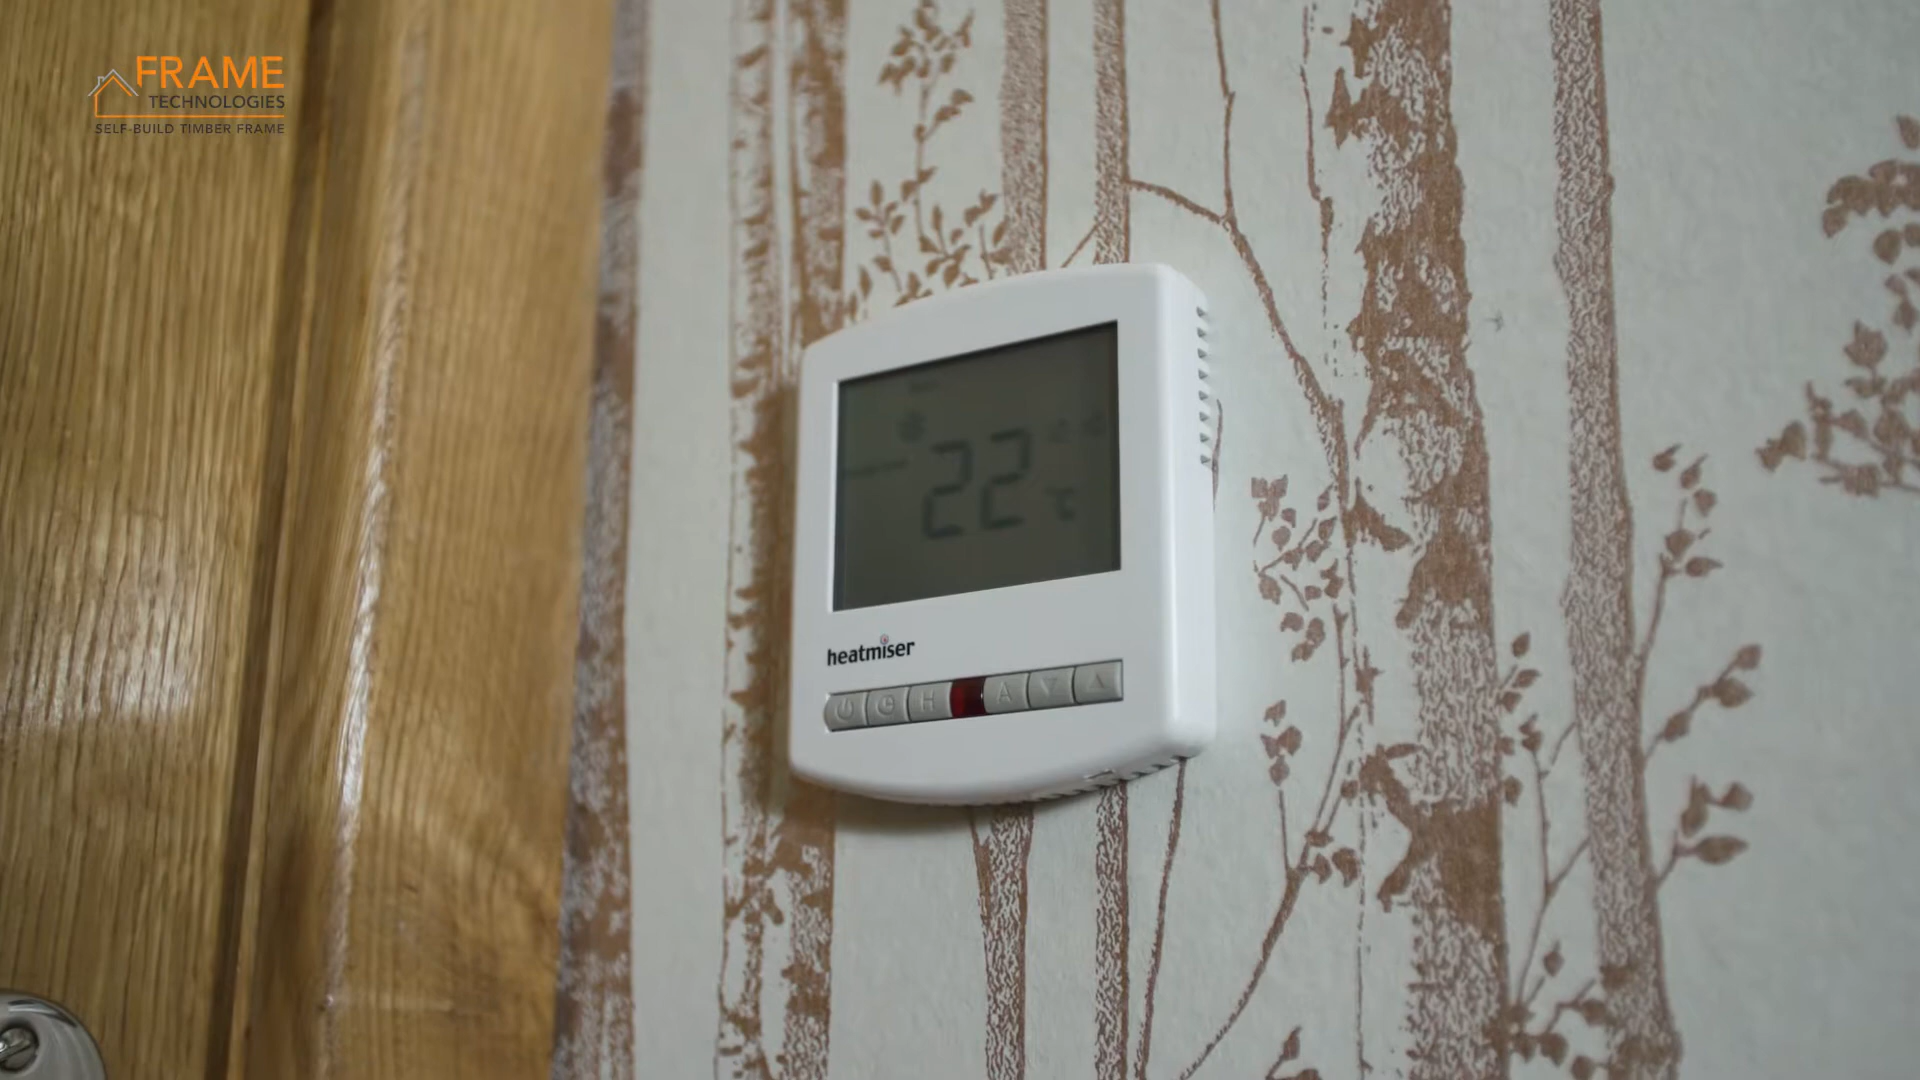 FRAME
TECHNOLOGIES
SELF-BUILD TIMBER FRAME
22 °C
heatmiser
H A